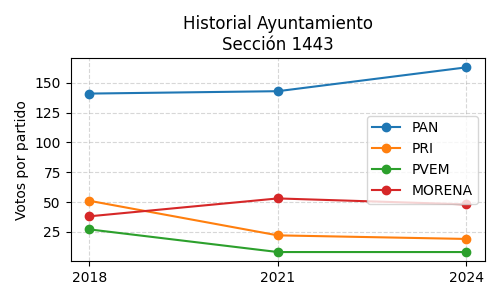 Historial Ayuntamiento
Sección 1443
Votos por partido
150
125
100
75
50
25
2018
2021
2024
PAN
PRI
PVEM
MORENA